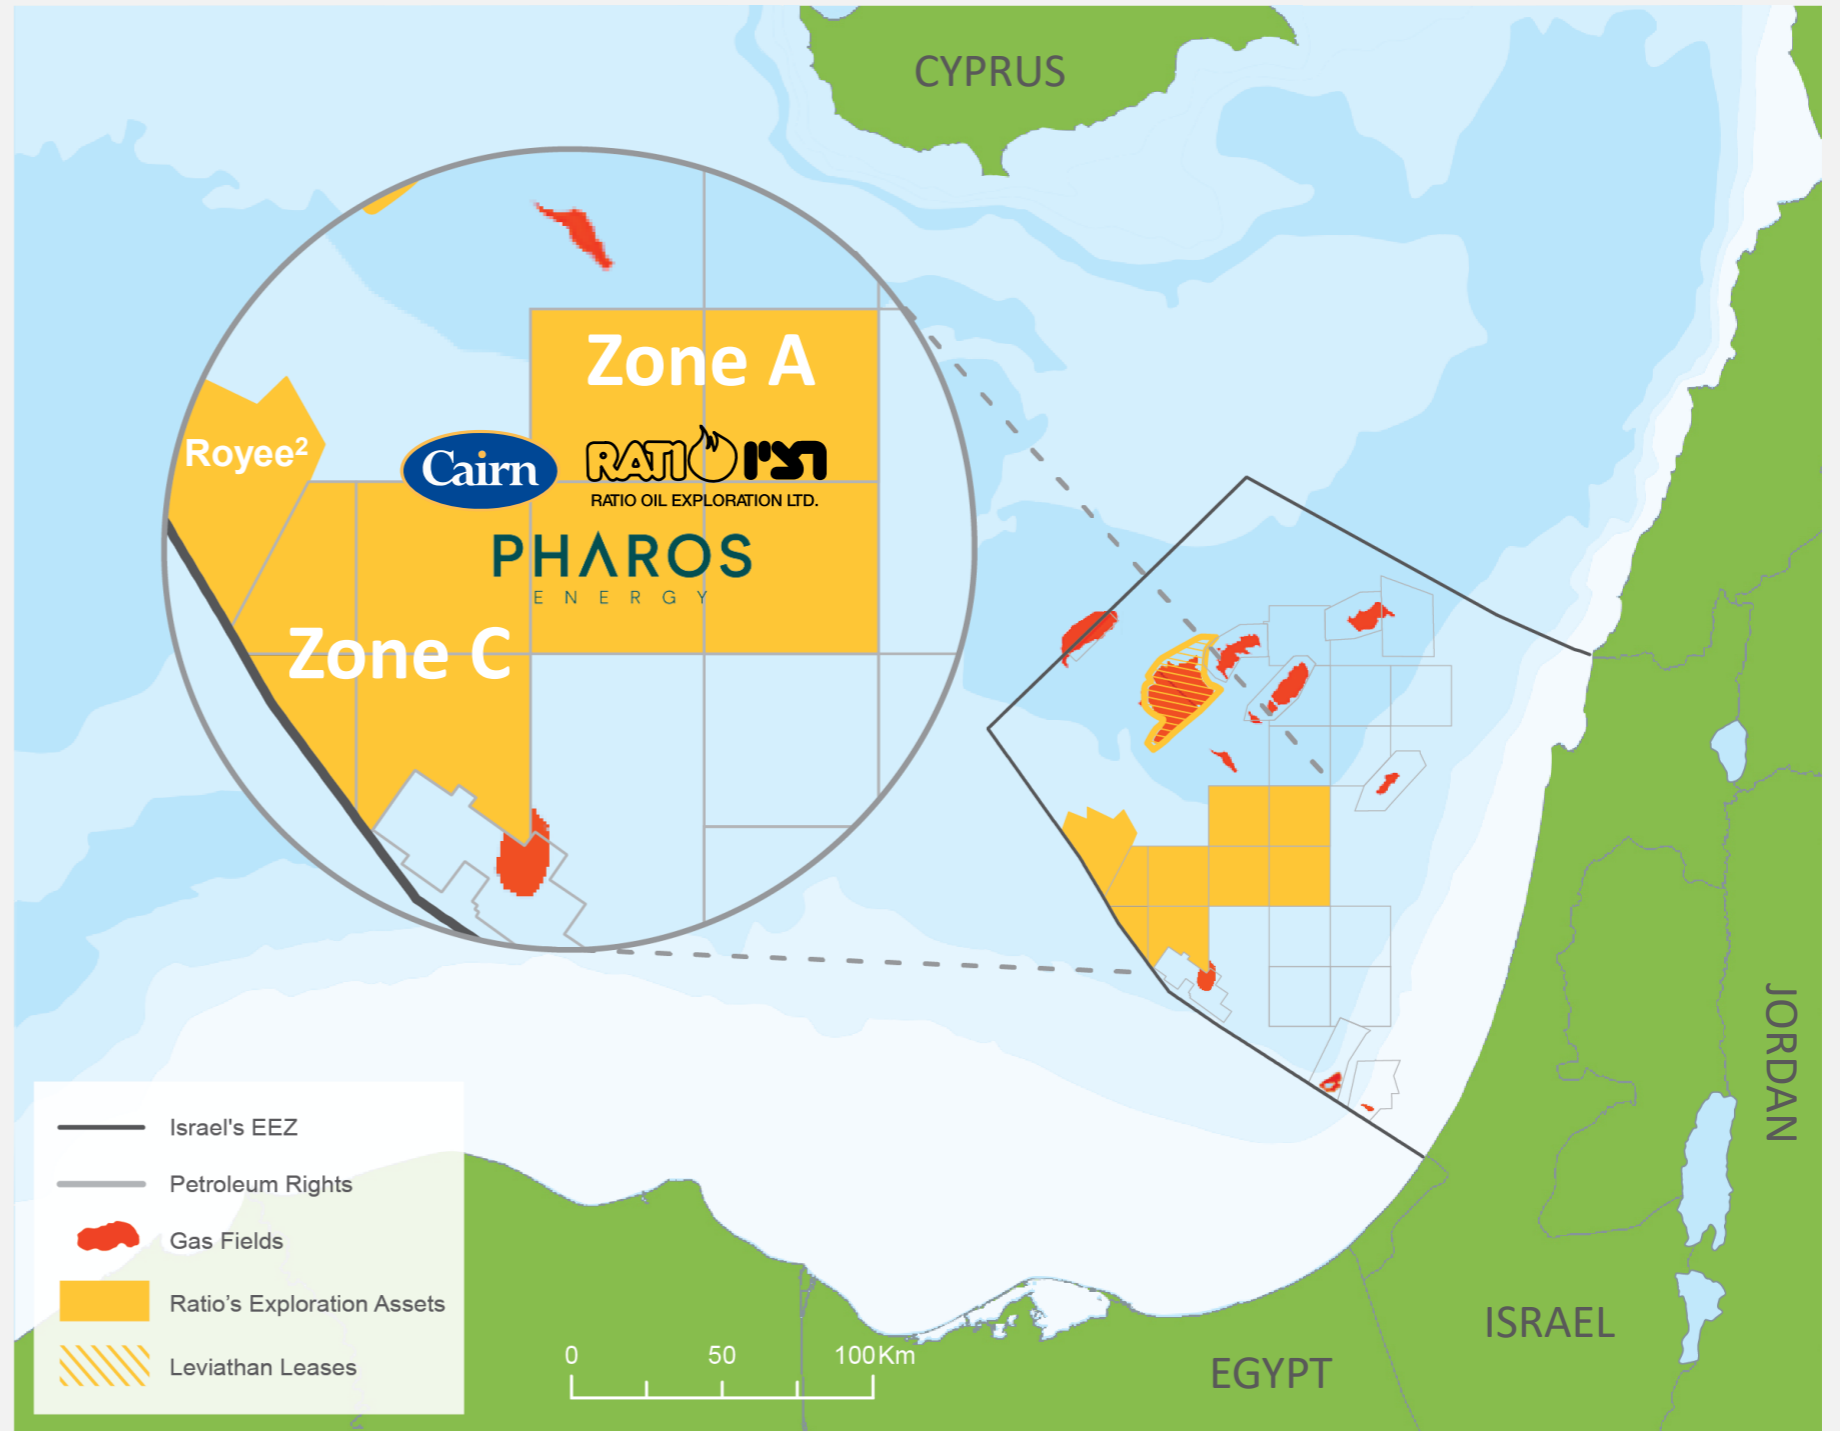 CYPRUS
Zone A
Royee²
Cairn
RATIO רציו
RATIO OIL EXPLORATION LTD.
PHAROS
ENERGY
Zone C
JORDAN
Israel's EEZ
Petroleum Rights
Gas Fields
Ratio's Exploration Assets
Leviathan Leases
0 50 100Km
ISRAEL
EGYPT